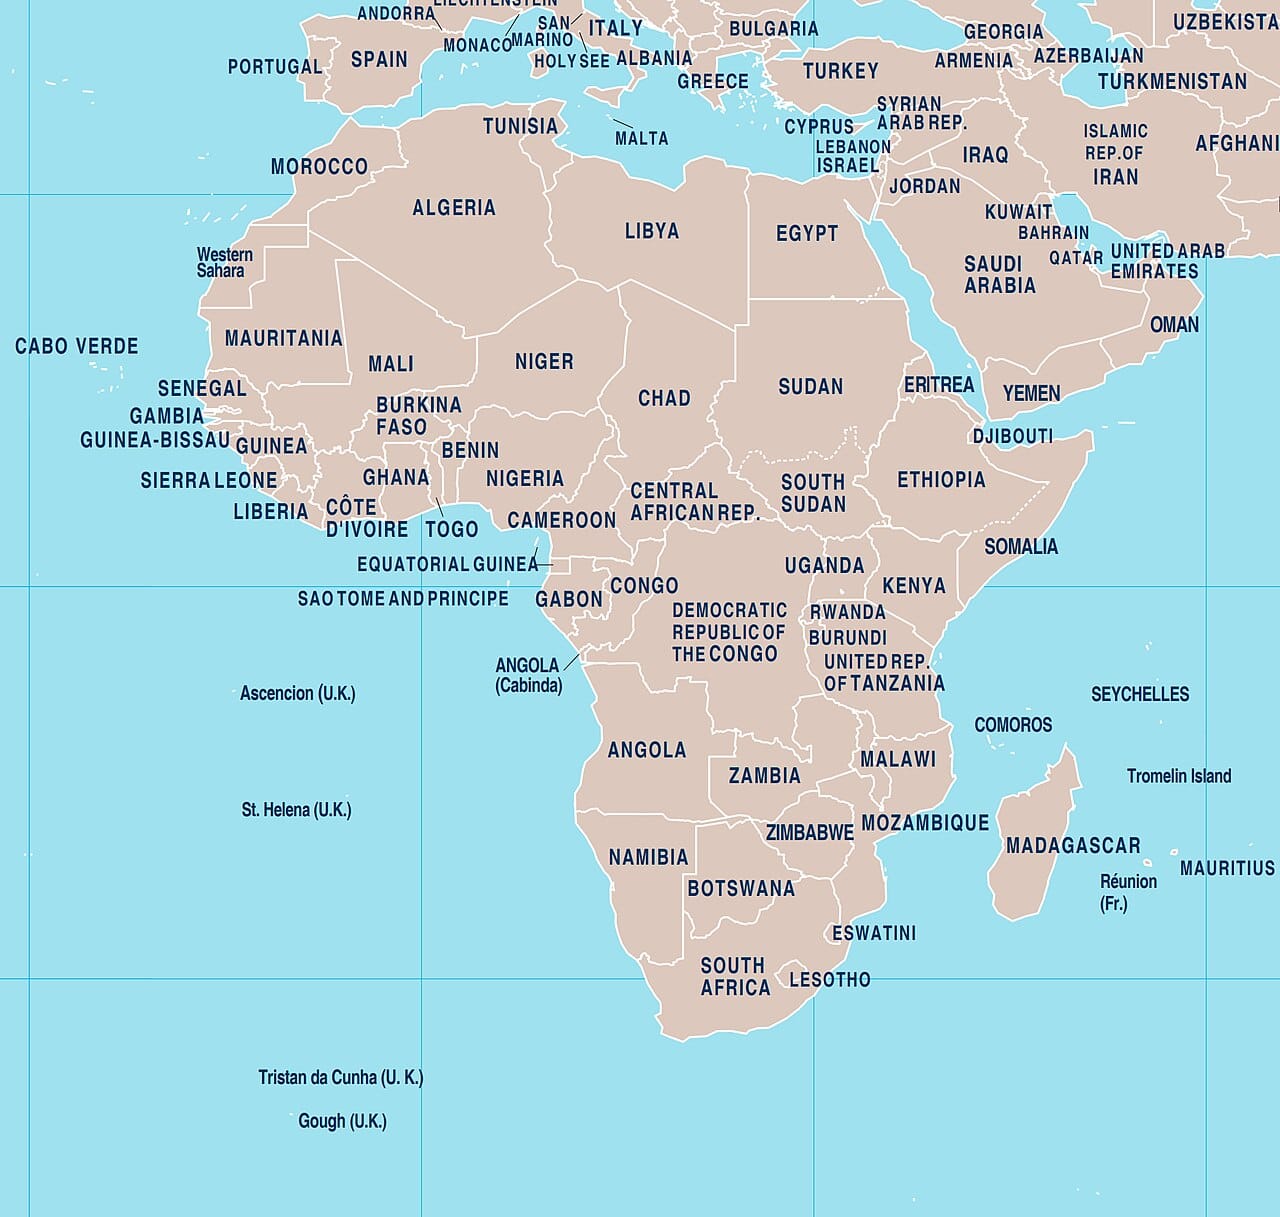 LIECHTENSTEIN
ANDORRA
SAN
MARINO
ITALY
BULGARIA
GEORGIA
UZBEKISTA
MONACO
PORTUGAL
SPAIN
HOLY SEE
ALBANIA
GREECE
TURKEY
ARMENIA
AZERBAIJAN
TURKMENISTAN
TUNISIA
MALTA
CYPRUS
SYRIAN
ARAB REP.
LEBANON
ISRAEL
IRAQ
ISLAMIC
REP. OF
IRAN
AFGHANI
MOROCCO
JORDAN
ALGERIA
LIBYA
EGYPT
KUWAIT
BAHRAIN
QATAR
UNITED ARAB
EMIRATES
Western
Sahara
SAUDI
ARABIA
OMAN
CABO VERDE
MAURITANIA
MALI
NIGER
CHAD
SUDAN
ERITREA
YEMEN
SENEGAL
GAMBIA
GUINEA-BISSAU
GUINEA
BURKINA
FASO
BENIN
DJIBOUTI
SIERRA LEONE
LIBERIA
CÔTE
D'IVOIRE
GHANA
TOGO
NIGERIA
CAMEROON
CENTRAL
AFRICAN REP.
SOUTH
SUDAN
ETHIOPIA
SOMALIA
EQUATORIAL GUINEA
SAO TOME AND PRINCIPE
GABON
CONGO
DEMOCRATIC
REPUBLIC OF
THE CONGO
UGANDA
KENYA
RWANDA
BURUNDI
UNITED REP.
OF TANZANIA
ANGOLA
(Cabinda)
Ascencion (U.K.)
SEYCHELLES
COMOROS
ANGOLA
ZAMBIA
MALAWI
Tromelin Island
St. Helena (U.K.)
ZIMBABWE
MOZAMBIQUE
MADAGASCAR
NAMIBIA
BOTSWANA
Réunion
(Fr.)
MAURITIUS
ESWATINI
SOUTH
AFRICA
LESOTHO
Tristan da Cunha (U. K.)
Gough (U.K.)